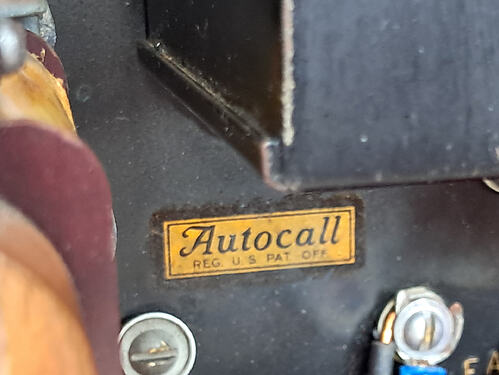 Autocall
REG. U. S. PAT. OFF.
F A